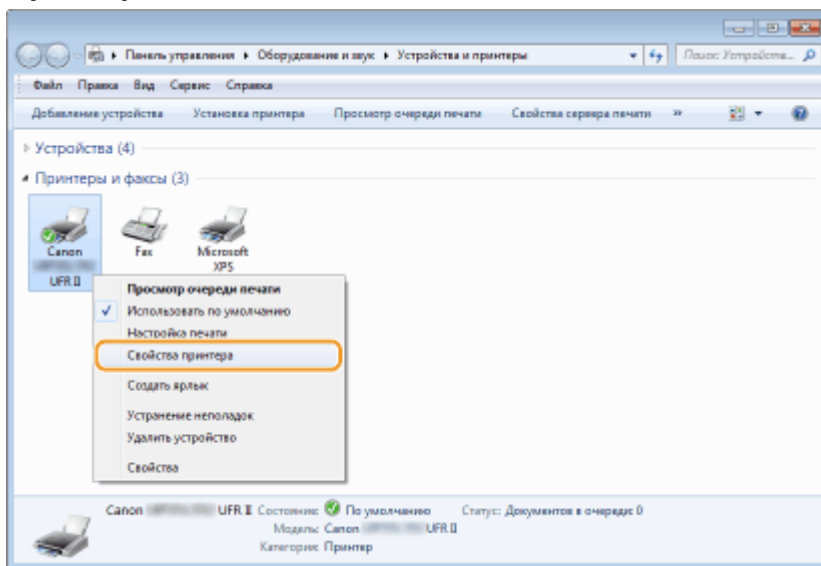 Панель управления ▸ Оборудование и звук ▸ Устройства и принтеры
Поиск: Устройств...
Файл Правка Вид Сервис Справка
Добавление устройства Установка принтера Просмотр очереди печати Свойства сервера печати »
Устройства (4)
Принтеры и факсы (3)
Canon
UFR II
Fax
Microsoft
XPS
Просмотр очереди печати
Использовать по умолчанию
Настройка печати
Свойства принтера
Создать ярлык
Устранение неполадок
Удалить устройство
Свойства
Canon UFR II Состояние: По умолчанию Статус: Документов в очереди: 0
Модель: Canon UFR II
Категория: Принтер